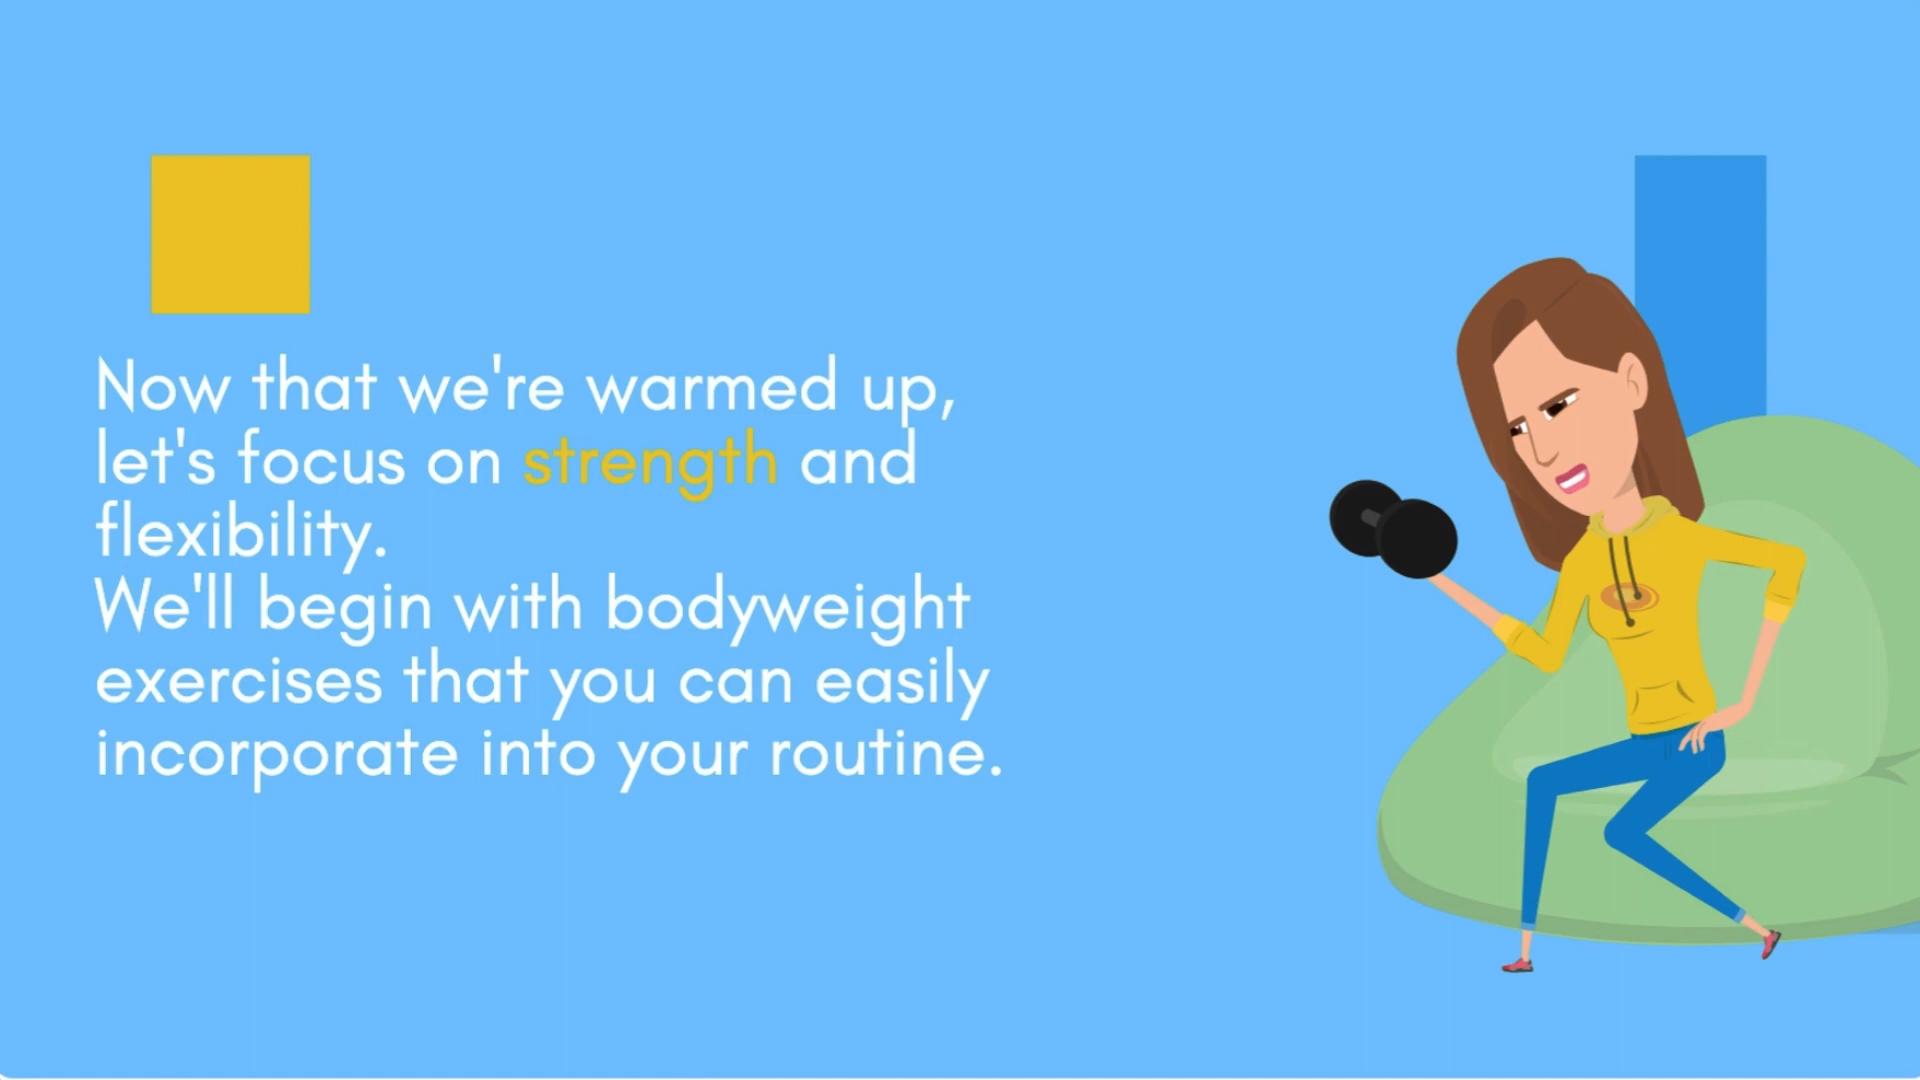 Now that we're warmed up,
let's focus on strength and
flexibility.
We'll begin with bodyweight
exercises that you can easily
incorporate into your routine.